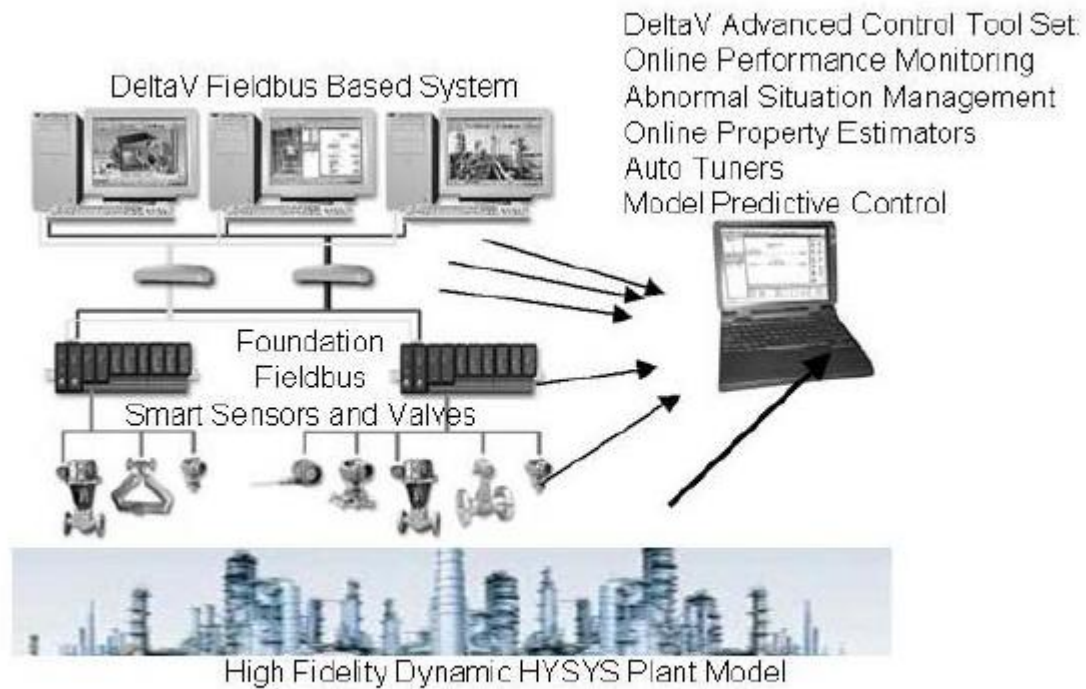 DeltaV Advanced Control Tool Set:
Online Performance Monitoring
Abnormal Situation Management
Online Property Estimators
Auto Tuners
Model Predictive Control
DeltaV Fieldbus Based System
Foundation
Fieldbus
Smart Sensors and Valves
High Fidelity Dynamic HYSYS Plant Model